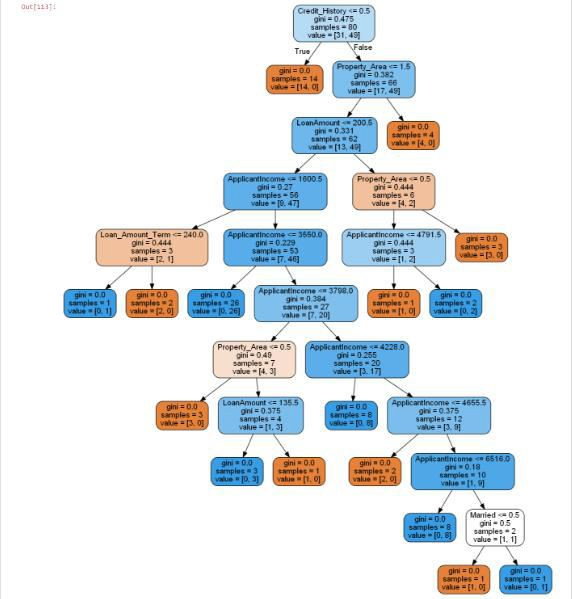 Out[113]:
Credit_History <= 0.5
gini = 0.475
samples = 80
value = [31, 49]
True
False
gini = 0.0
samples = 14
value = [14, 0]
Property_Area <= 1.5
gini = 0.382
samples = 66
value = [17, 49]
LoanAmount <= 200.5
gini = 0.331
samples = 62
value = [13, 49]
gini = 0.0
samples = 4
value = [4, 0]
ApplicantIncome <= 1600.5
gini = 0.27
samples = 56
value = [9, 47]
Property_Area <= 0.5
gini = 0.444
samples = 6
value = [4, 2]
Loan_Amount_Term <= 240.0
gini = 0.444
samples = 3
value = [2, 1]
ApplicantIncome <= 3550.0
gini = 0.229
samples = 53
value = [7, 46]
ApplicantIncome <= 4791.5
gini = 0.444
samples = 3
value = [1, 2]
gini = 0.0
samples = 3
value = [3, 0]
gini = 0.0
samples = 1
value = [0, 1]
gini = 0.0
samples = 2
value = [2, 0]
gini = 0.0
samples = 26
value = [0, 26]
ApplicantIncome <= 3798.0
gini = 0.384
samples = 27
value = [7, 20]
gini = 0.0
samples = 1
value = [1, 0]
gini = 0.0
samples = 2
value = [0, 2]
Property_Area <= 0.5
gini = 0.49
samples = 7
value = [4, 3]
ApplicantIncome <= 4228.0
gini = 0.255
samples = 20
value = [3, 17]
gini = 0.0
samples = 3
value = [3, 0]
LoanAmount <= 135.5
gini = 0.375
samples = 4
value = [1, 3]
gini = 0.0
samples = 8
value = [0, 8]
ApplicantIncome <= 4655.5
gini = 0.375
samples = 12
value = [3, 9]
gini = 0.0
samples = 3
value = [0, 3]
gini = 0.0
samples = 1
value = [1, 0]
gini = 0.0
samples = 2
value = [2, 0]
ApplicantIncome <= 6516.0
gini = 0.18
samples = 10
value = [1, 9]
gini = 0.0
samples = 8
value = [0, 8]
Married <= 0.5
gini = 0.5
samples = 2
value = [1, 1]
gini = 0.0
samples = 1
value = [1, 0]
gini = 0.0
samples = 1
value = [0, 1]